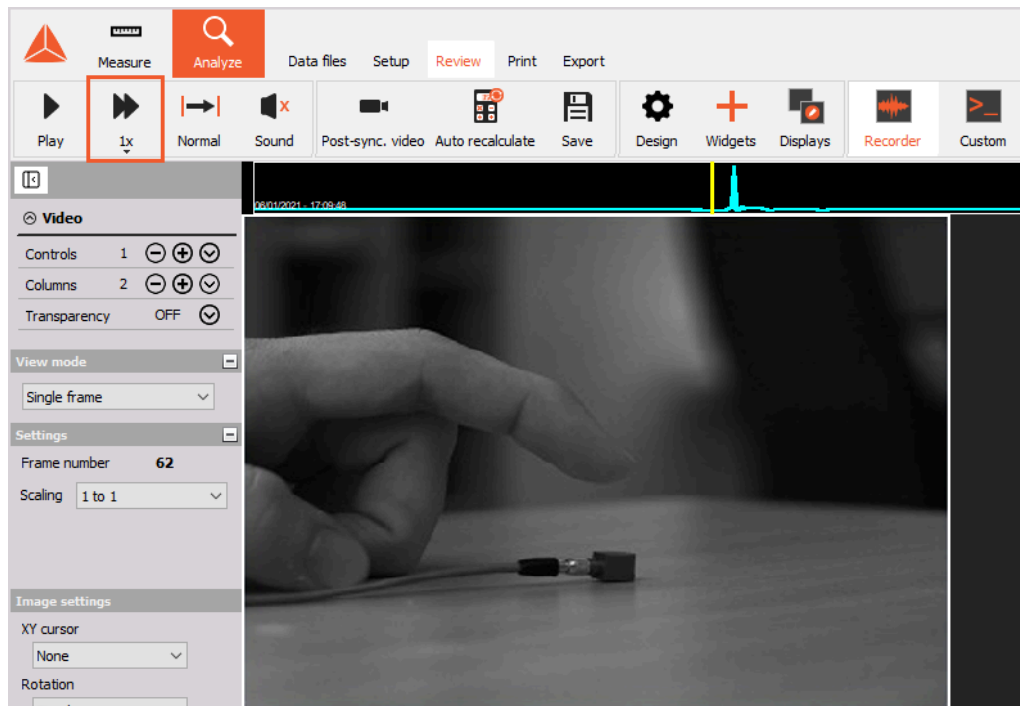 Measure
Analyze
Data files
Setup
Review
Print
Export
Play
1x
Normal
Sound
Post-sync. video
Auto recalculate
Save
Design
Widgets
Displays
Recorder
Custom
06/01/2021 - 17:09:48
Video
Controls 1
Columns 2
Transparency OFF
View mode
Single frame
Settings
Frame number 62
Scaling 1 to 1
Image settings
XY cursor
None
Rotation